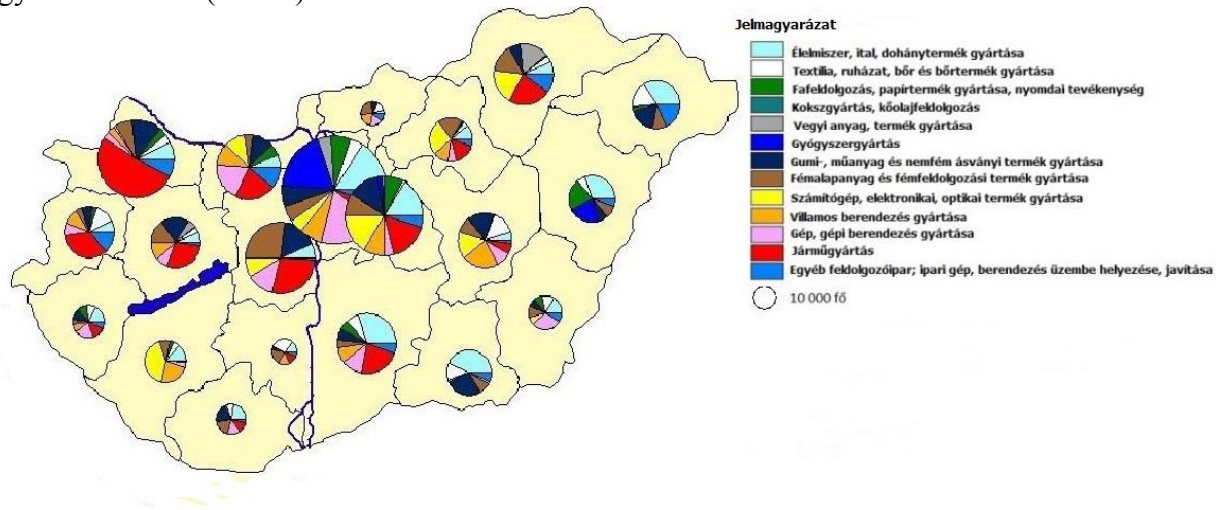 Jelmagyarázat
Élelmiszer, ital, dohánytermék gyártása
Textília, ruházat, bőr és bőrtermék gyártása
Fafeldolgozás, papírtermék gyártása, nyomdai tevékenység
Kokszgyártás, kőolajfeldolgozás
Vegyi anyag, termék gyártása
Gyógyszergyártás
Gumi-, műanyag és nemfém ásványi termék gyártása
Fémalapanyag és fémfeldolgozási termék gyártása
Számítógép, elektronikai, optikai termék gyártása
Villamos berendezés gyártása
Gép, gépi berendezés gyártása
Járműgyártás
Egyéb feldolgozóipar; ipari gép, berendezés üzembe helyezése, javítása
10 000 fő